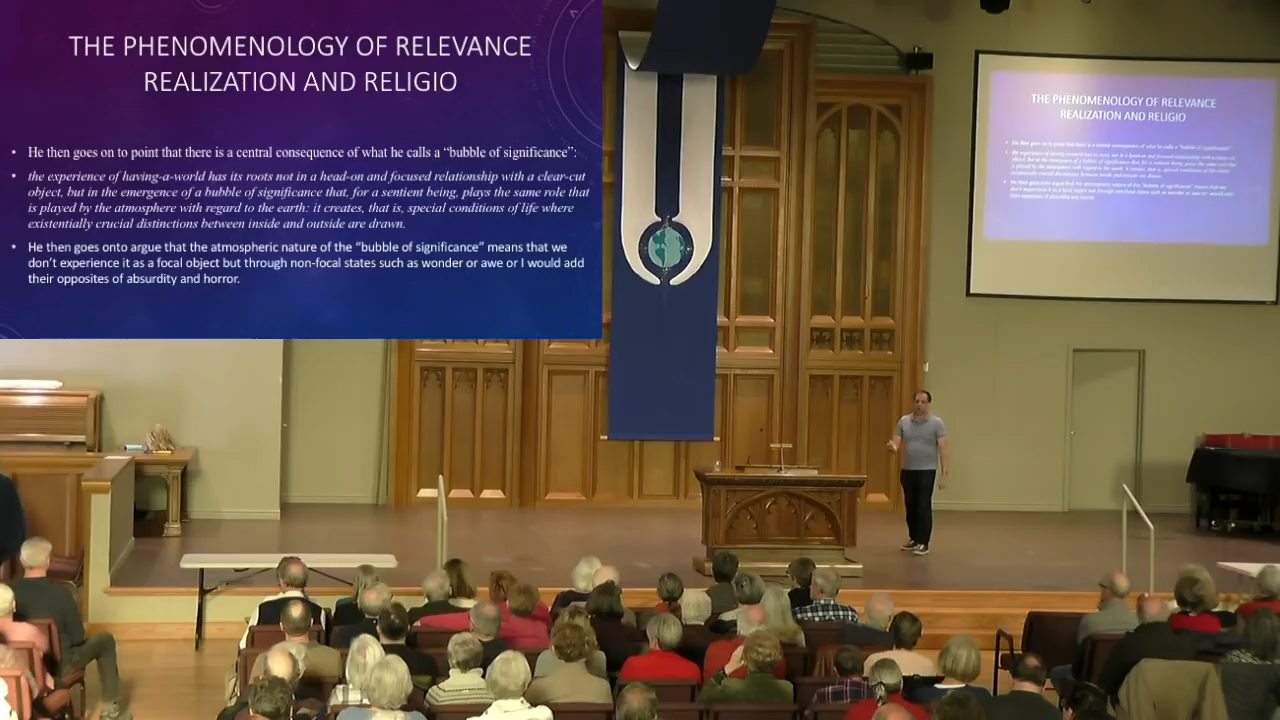 THE PHENOMENOLOGY OF RELEVANCE
REALIZATION AND RELIGIO
• He then goes on to point that there is a central consequence of what he calls a “bubble of significance”:
• the experience of having-a-world has its roots not in a head-on and focused relationship with a clear-cut
object, but in the emergence of a bubble of significance that, for a sentient being, plays the same role that
is played by the atmosphere with regard to the earth: it creates, that is, special conditions of life where
existentially crucial distinctions between inside and outside are drawn.
• He then goes onto argue that the atmospheric nature of the “bubble of significance” means that we
don’t experience it as a focal object but through non-focal states such as wonder or awe or I would add
their opposites of absurdity and horror.
THE PHENOMENOLOGY OF RELEVANCE
REALIZATION AND RELIGIO